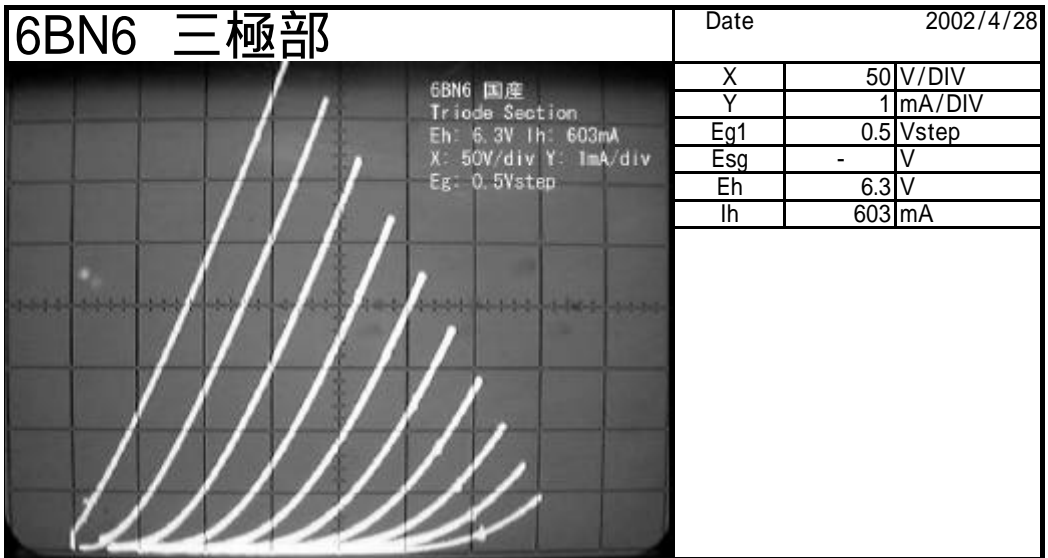 6BN6 三極部
Date 2002/4/28
X 50 V/DIV
Y 1 mA/DIV
Eg1 0.5 Vstep
Esg - V
Eh 6.3 V
Ih 603 mA
6BN6 国産
Triode Section
Eh: 6.3V Ih: 603mA
X: 50V/div Y: 1mA/div
Eg: 0.5Vstep